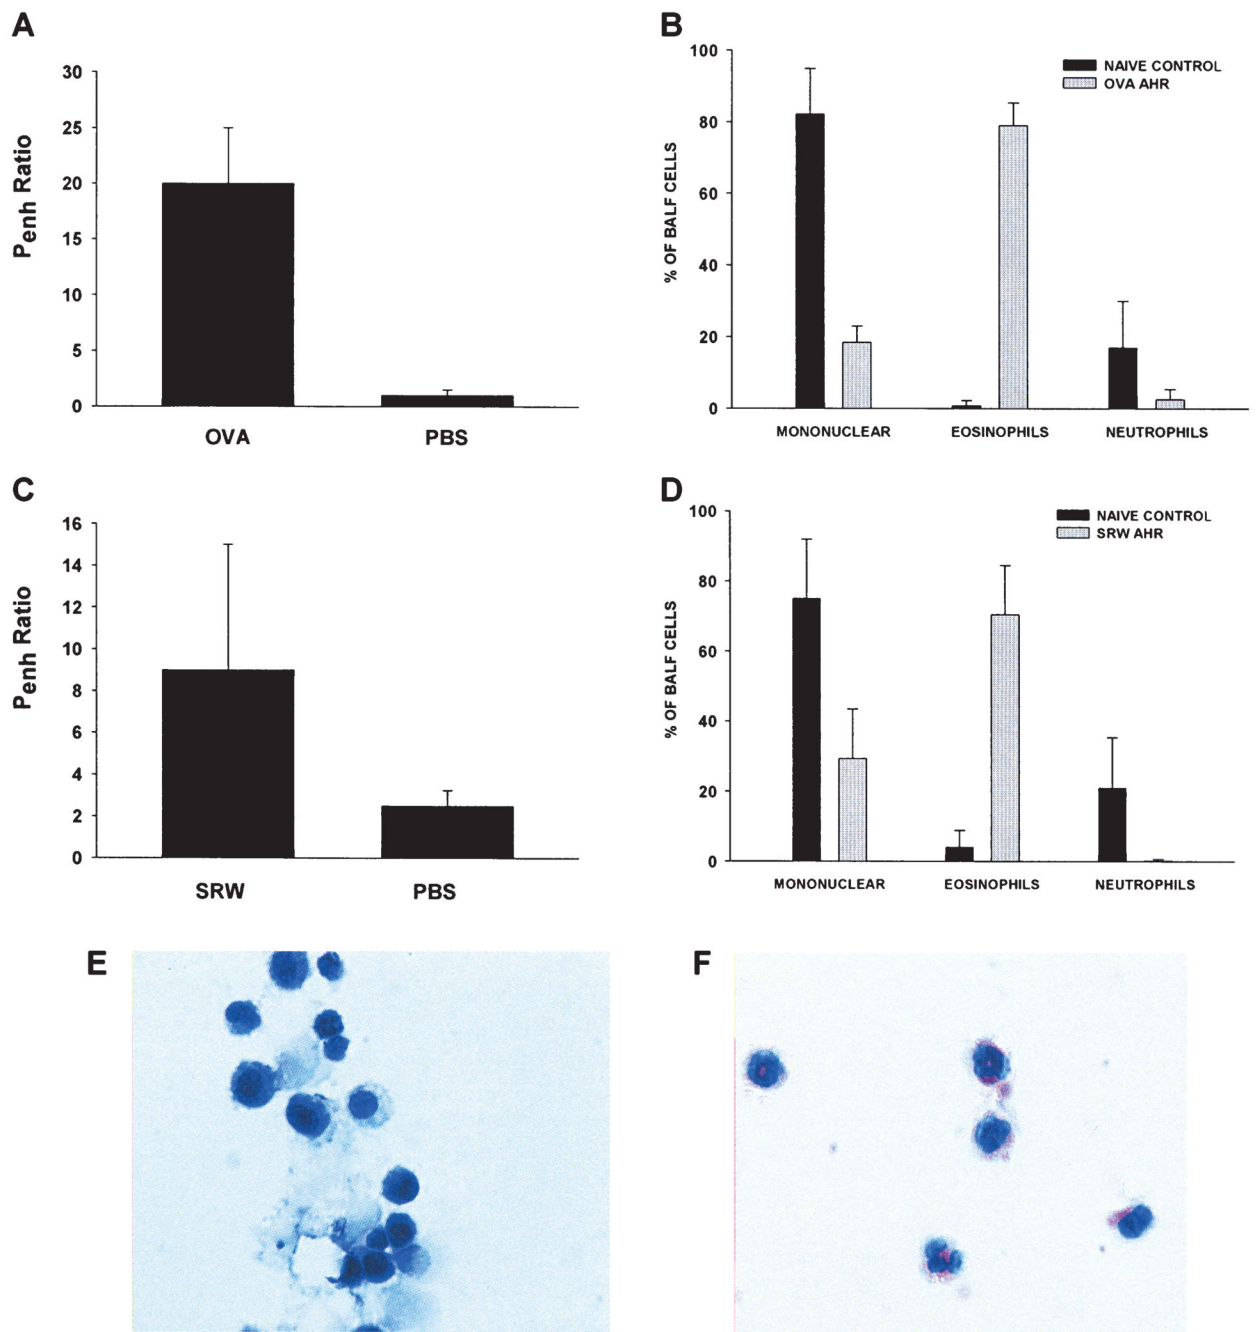 A
Penh Ratio
30
25
20
15
10
5
0
OVA PBS
B
% OF BALF CELLS
100
80
60
40
20
0
NAIVE CONTROL
OVA AHR
MONONUCLEAR EOSINOPHILS NEUTROPHILS
C
Penh Ratio
16
14
12
10
8
6
4
2
0
SRW PBS
D
% OF BALF CELLS
100
80
60
40
20
0
NAIVE CONTROL
SRW AHR
MONONUCLEAR EOSINOPHILS NEUTROPHILS
E
F